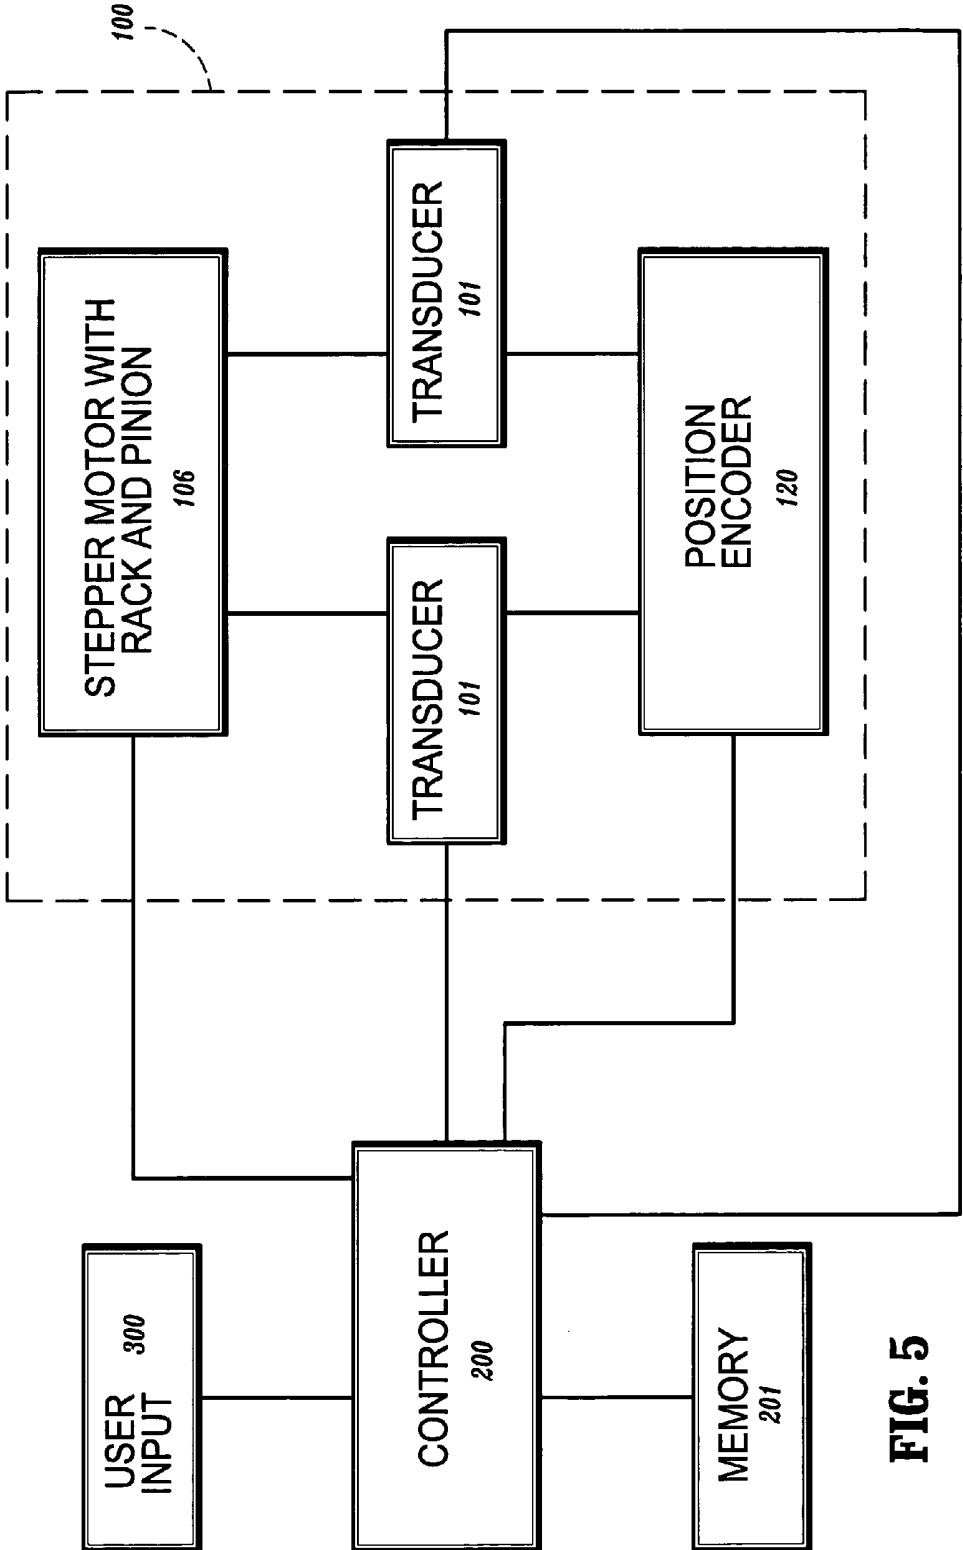 100
STEPPER MOTOR WITH
RACK AND PINION
106
TRANSDUCER
101
TRANSDUCER
101
POSITION
ENCODER
120
USER
INPUT
300
CONTROLLER
200
MEMORY
201
FIG. 5